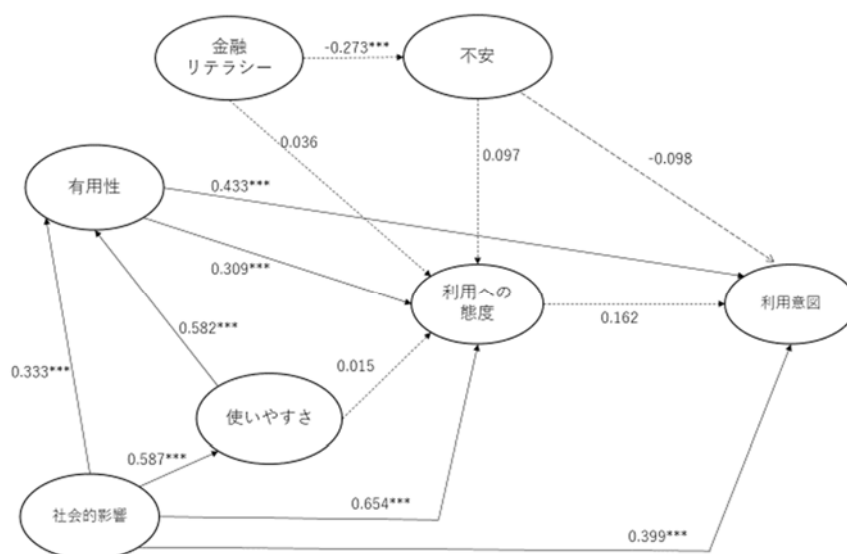 金融
リテラシー
-0.273***
不安
0.036
0.097
-0.098
有用性
0.433***
0.309***
利用への
態度
0.162
利用意図
0.582***
0.015
0.333***
使いやすさ
0.587***
0.654***
社会的影響
0.399***